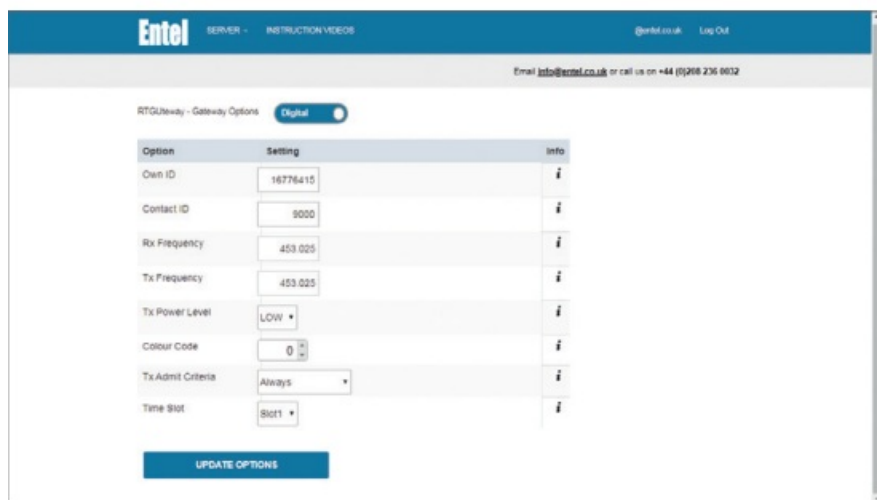 Entel SERVER INSTRUCTION VIDEOS @entel.co.uk Log Out
Email info@entel.co.uk or call us on +44 (0)208 236 0032
RTGUteway - Gateway Options Digital
Option Setting Info
Own ID 16776415 i
Contact ID 9000 i
Rx Frequency 453.025 i
Tx Frequency 453.025 i
Tx Power Level LOW i
Colour Code 0 i
Tx Admit Criteria Always i
Time Slot Slot1 i
UPDATE OPTIONS